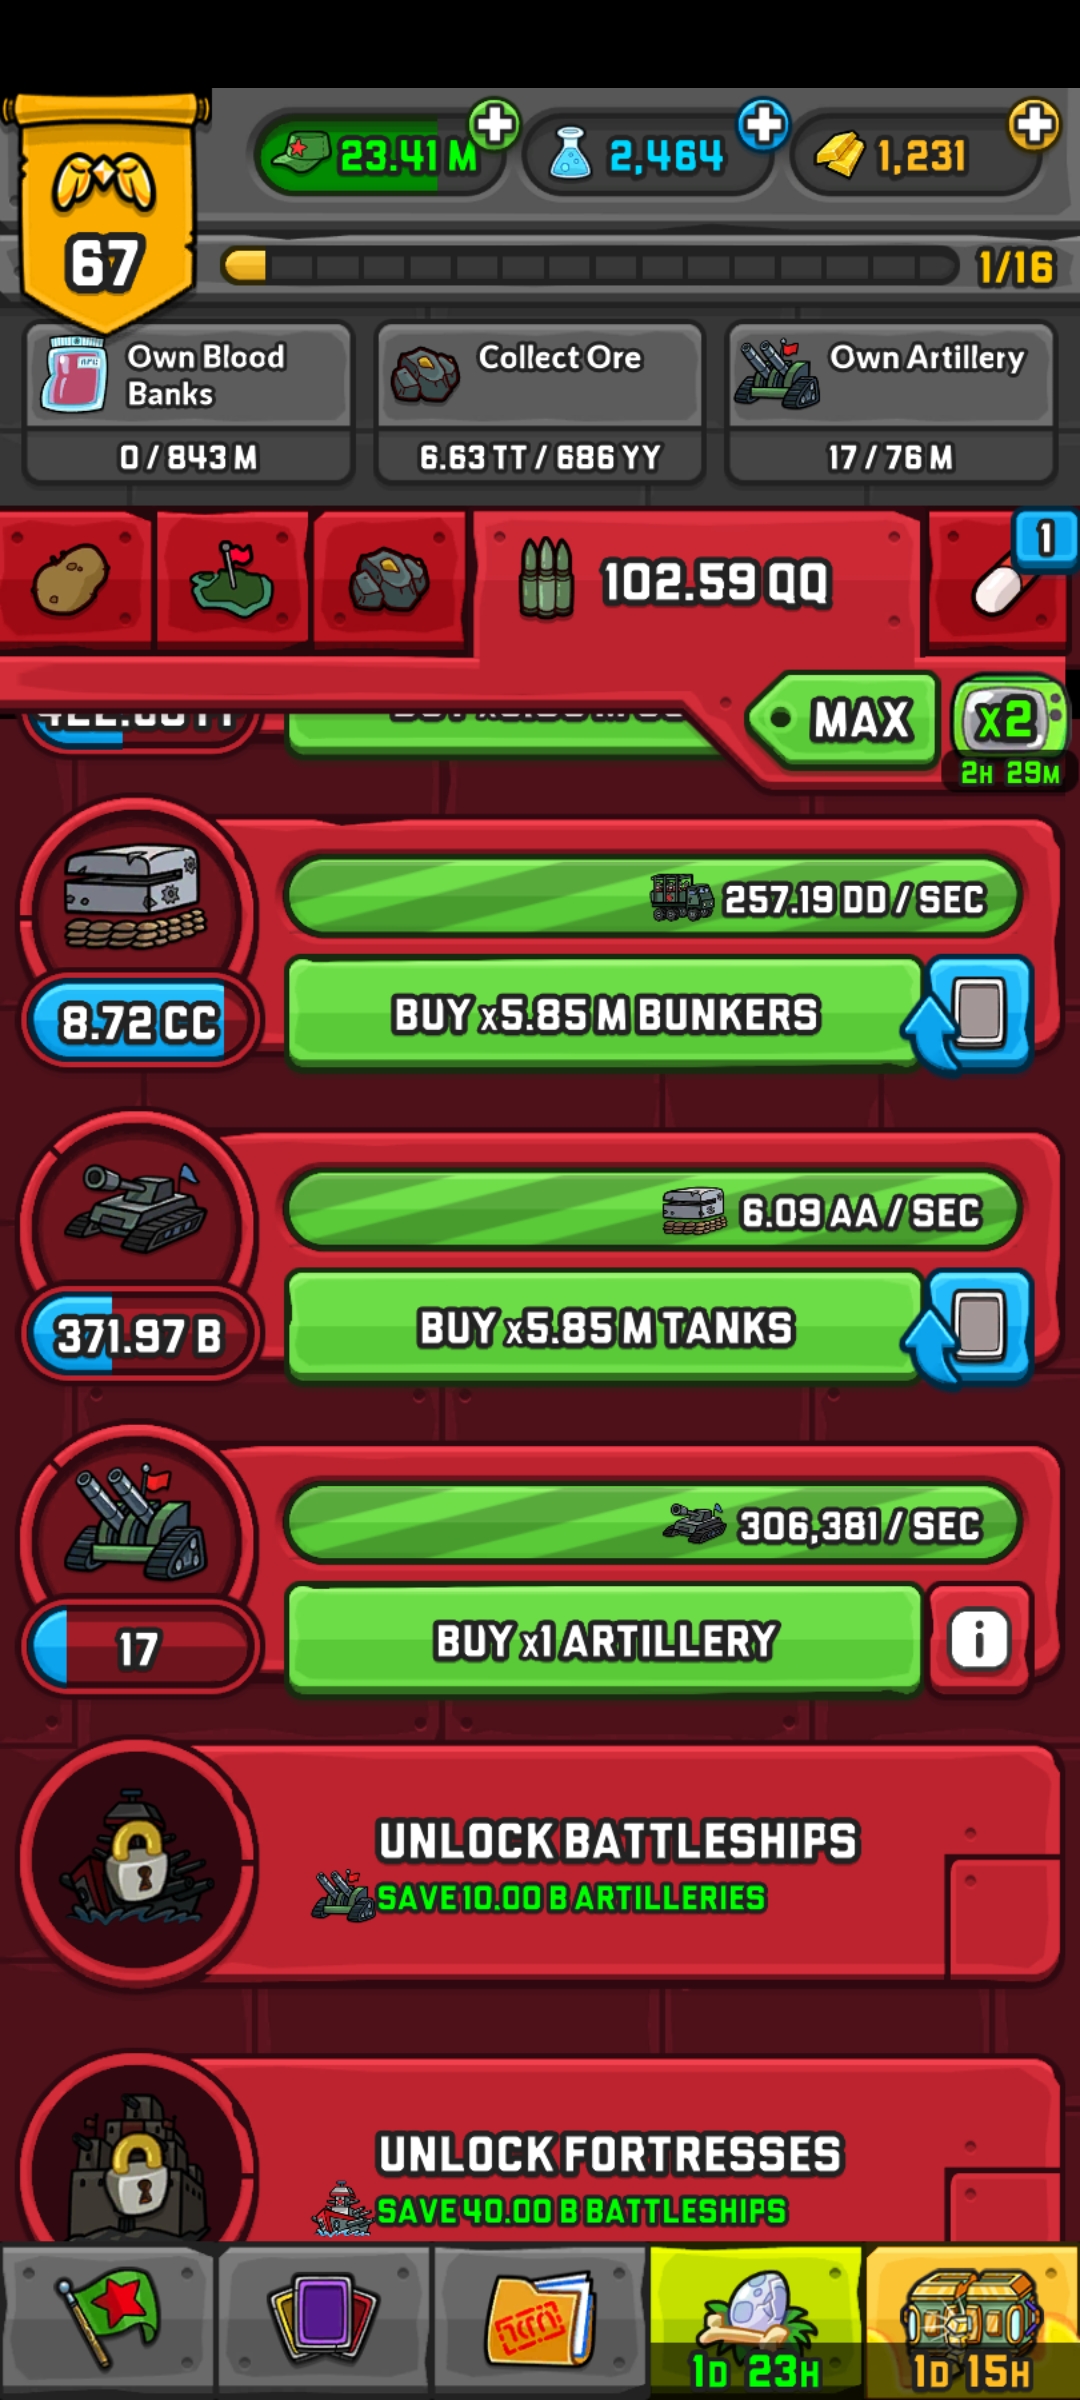 23.41 M
2,464
1,231
67
1/16
Own Blood
Banks
0 / 843 M
Collect Ore
6.63 TT / 686 YY
Own Artillery
17 / 76 M
102.59 QQ
1
MAX
x2
2H 29M
257.19 DD / SEC
8.72 CC
BUY x5.85 M BUNKERS
6.09 AA / SEC
371.97 B
BUY x5.85 M TANKS
306,381 / SEC
17
BUY x1 ARTILLERY
i
UNLOCK BATTLESHIPS
SAVE 10.00 B ARTILLERIES
UNLOCK FORTRESSES
SAVE 40.00 B BATTLESHIPS
1D 23H
1D 15H